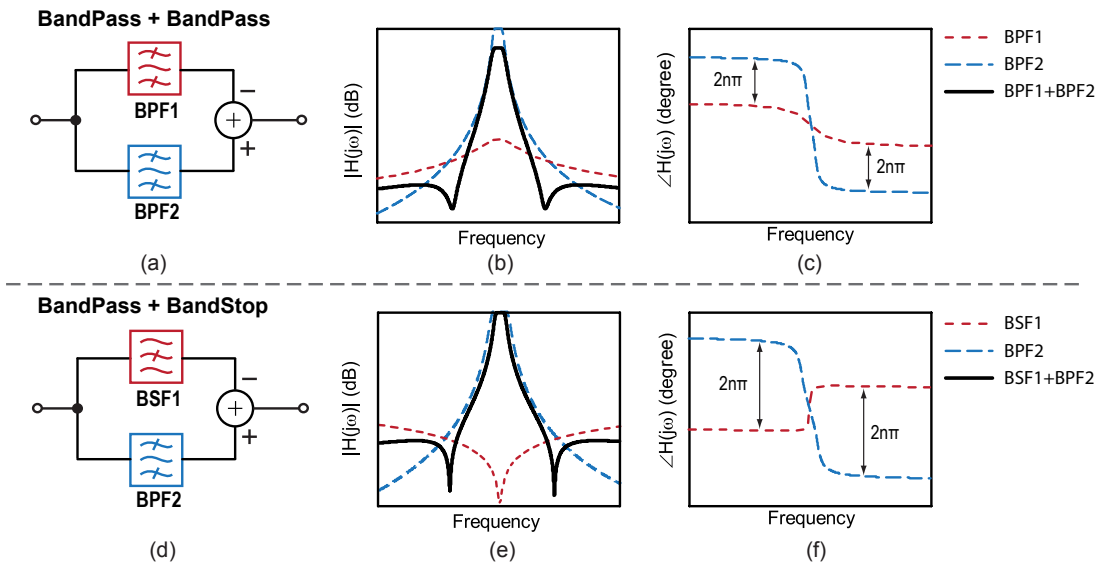 BandPass + BandPass
BPF1
BPF2
−
+
+
(a)
|H(jω)| (dB)
Frequency
(b)
∠H(jω) (degree)
2nπ
2nπ
(c)
BPF1
BPF2
BPF1+BPF2
BandPass + BandStop
BSF1
BPF2
−
+
+
(d)
|H(jω)| (dB)
Frequency
(e)
∠H(jω) (degree)
2nπ
2nπ
Frequency
(f)
BSF1
BPF2
BSF1+BPF2